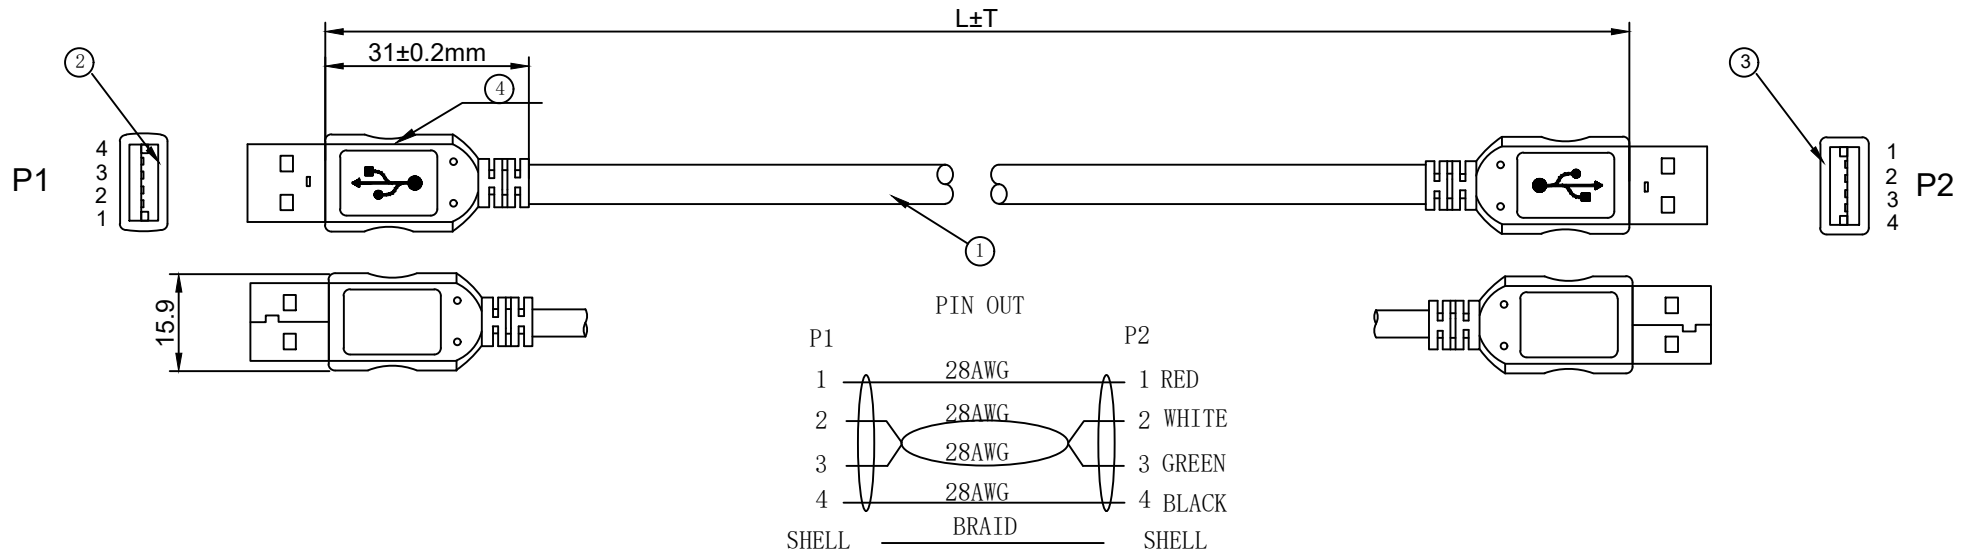 L±T
31±0.2mm
2
4
3
P1
4
3
2
1
1
2
3
4
P2
1
15.9
PIN OUT
P1 P2
1 28AWG 1 RED
2 28AWG 2 WHITE
3 28AWG 3 GREEN
4 28AWG 4 BLACK
SHELL BRAID SHELL